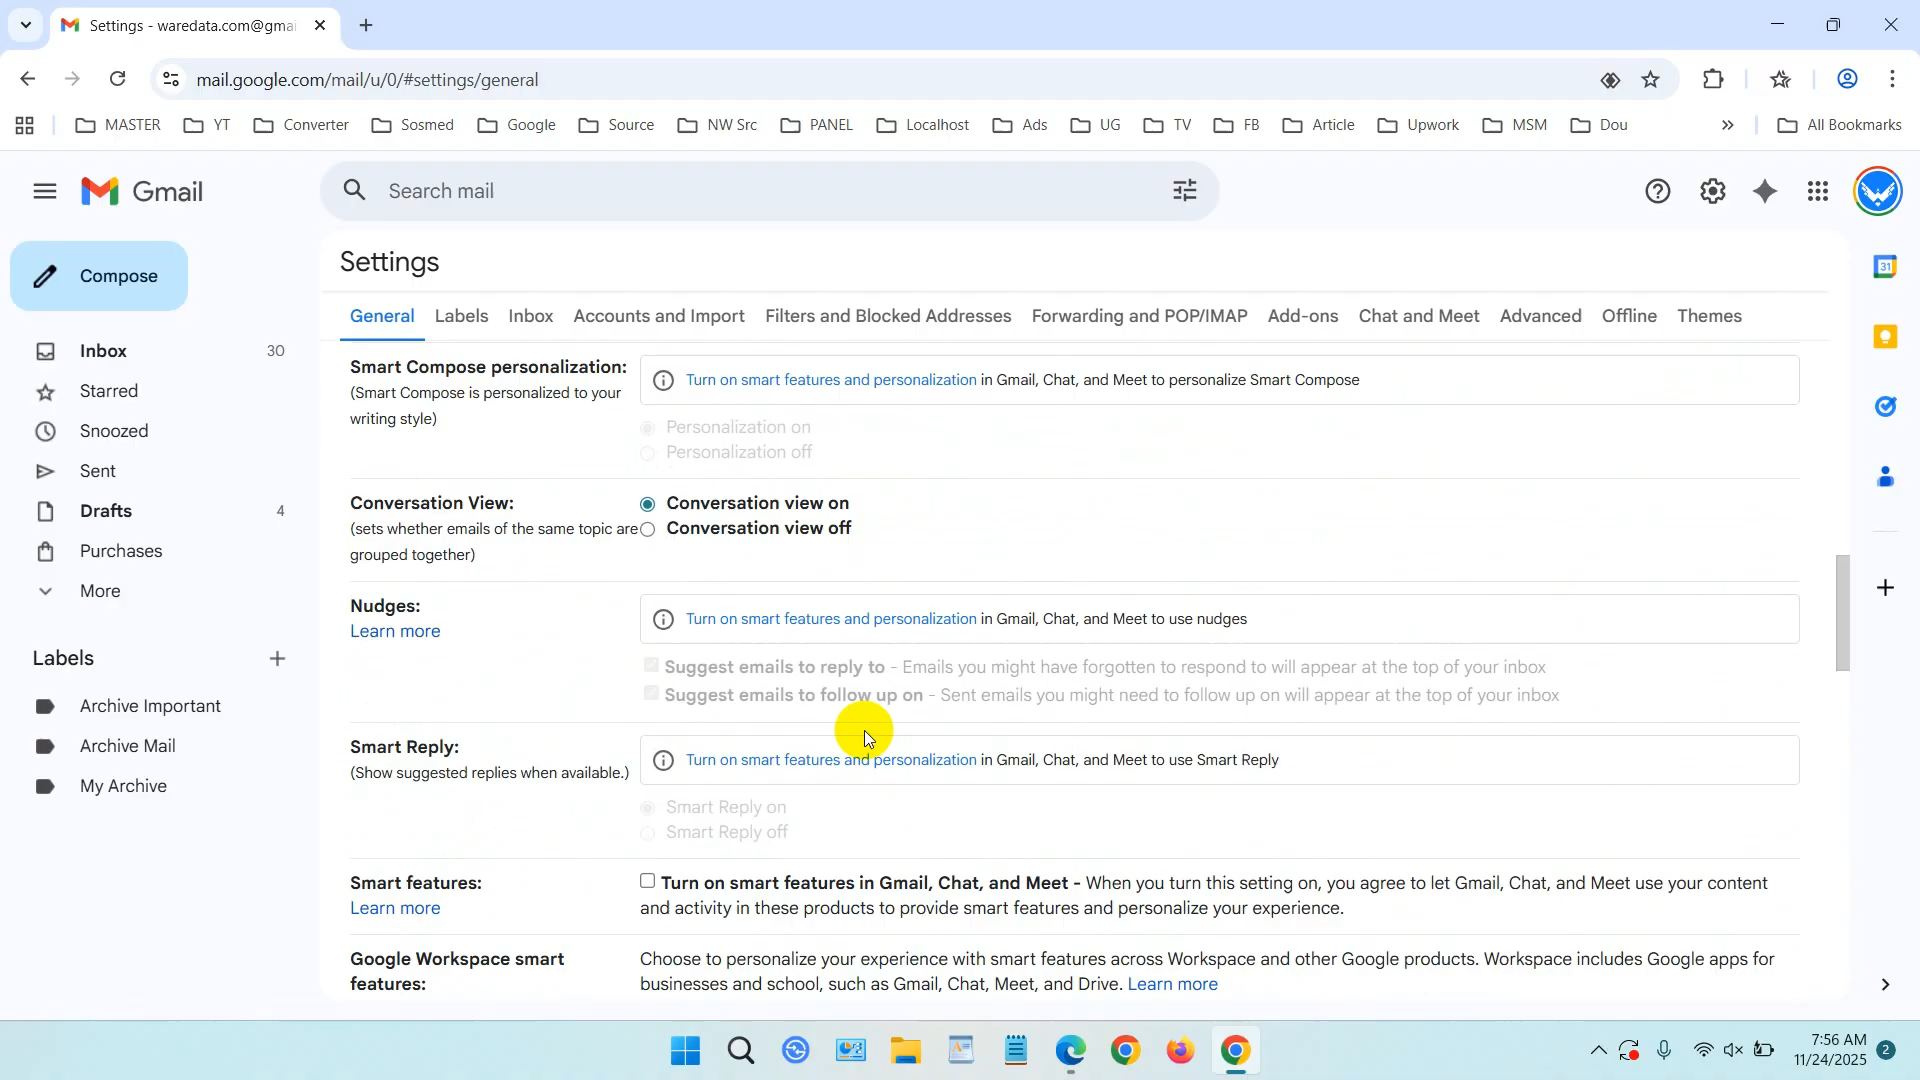 Settings - waredata.com@gmai
mail.google.com/mail/u/0/#settings/general
MASTER YT Converter Sosmed Google Source NW Src PANEL Localhost Ads UG TV FB Article Upwork MSM Dou » All Bookmarks
Gmail
Search mail
Compose
Inbox 30
Starred
Snoozed
Sent
Drafts 4
Purchases
More
Labels
Archive Important
Archive Mail
My Archive
Settings
General Labels Inbox Accounts and Import Filters and Blocked Addresses Forwarding and POP/IMAP Add-ons Chat and Meet Advanced Offline Themes
Smart Compose personalization:
(Smart Compose is personalized to your
writing style)
Turn on smart features and personalization in Gmail, Chat, and Meet to personalize Smart Compose
Personalization on
Personalization off
Conversation View:
(sets whether emails of the same topic are
grouped together)
Conversation view on
Conversation view off
Nudges:
Learn more
Turn on smart features and personalization in Gmail, Chat, and Meet to use nudges
Suggest emails to reply to - Emails you might have forgotten to respond to will appear at the top of your inbox
Suggest emails to follow up on - Sent emails you might need to follow up on will appear at the top of your inbox
Smart Reply:
(Show suggested replies when available.)
Turn on smart features and personalization in Gmail, Chat, and Meet to use Smart Reply
Smart Reply on
Smart Reply off
Smart features:
Learn more
Turn on smart features in Gmail, Chat, and Meet - When you turn this setting on, you agree to let Gmail, Chat, and Meet use your content
and activity in these products to provide smart features and personalize your experience.
Google Workspace smart
features:
Choose to personalize your experience with smart features across Workspace and other Google products. Workspace includes Google apps for
businesses and school, such as Gmail, Chat, Meet, and Drive. Learn more
31
7:56 AM
11/24/2025
2